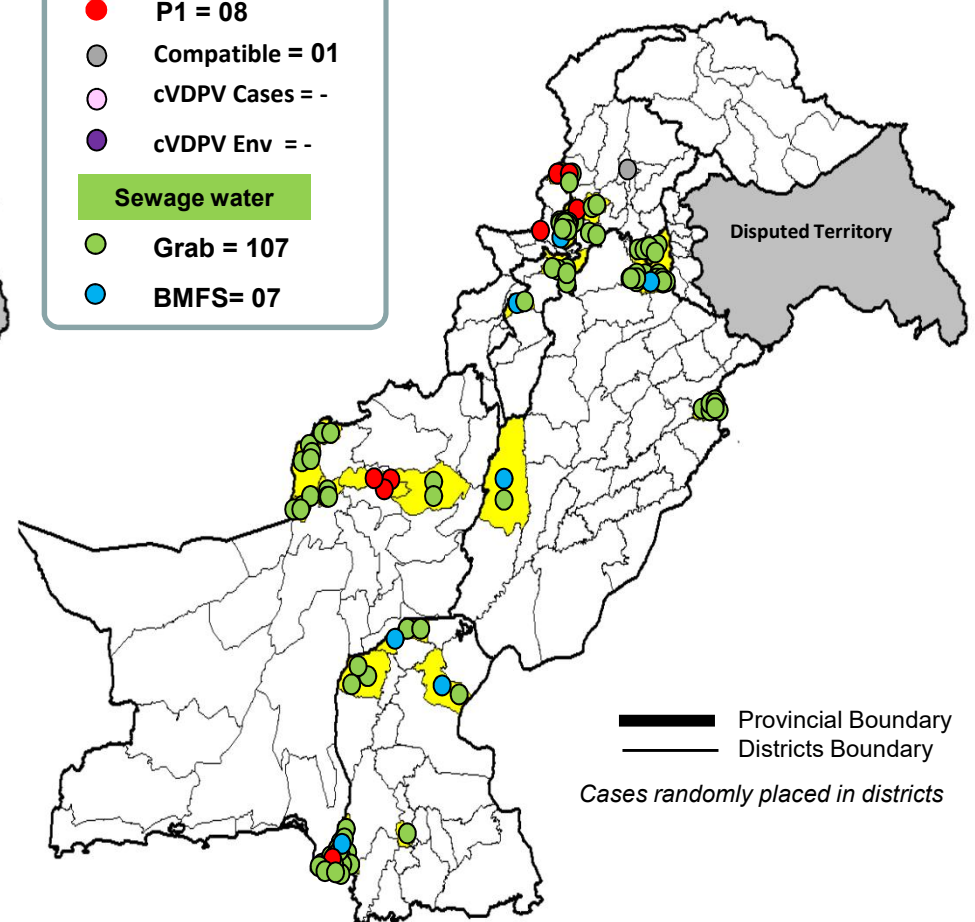 P1 = 08
Compatible = 01
cVDPV Cases = -
cVDPV Env = -
Sewage water
Grab = 107
BMFS= 07
Disputed Territory
Provincial Boundary
Districts Boundary
Cases randomly placed in districts